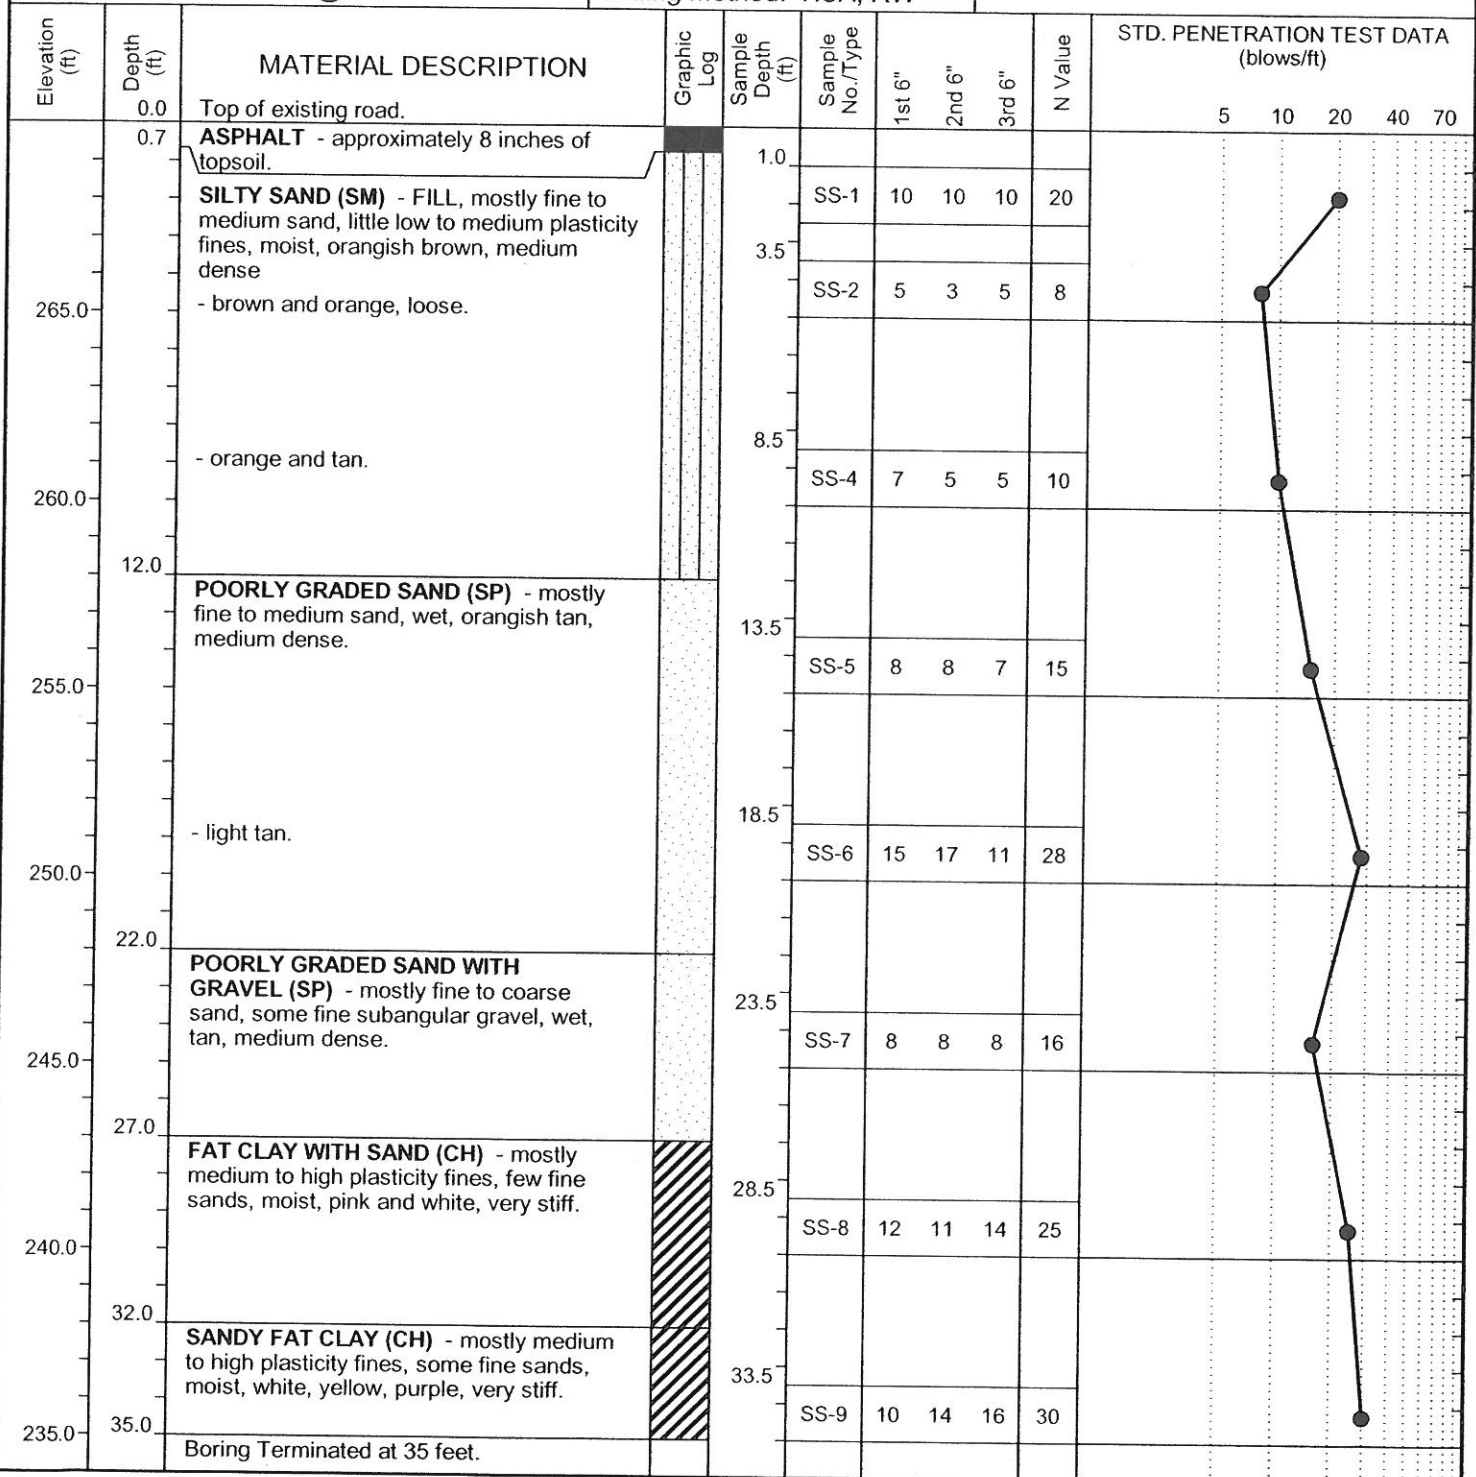 Elevation (ft)
Depth (ft)
MATERIAL DESCRIPTION
Graphic Log
Sample Depth (ft)
Sample No./Type
1st 6"
2nd 6"
3rd 6"
N Value
STD. PENETRATION TEST DATA
(blows/ft)
5 10 20 40 70
0.0 Top of existing road.
0.7 ASPHALT - approximately 8 inches of
topsoil.
1.0
SILTY SAND (SM) - FILL, mostly fine to
medium sand, little low to medium plasticity
fines, moist, orangish brown, medium
dense
SS-1 10 10 10 20
3.5
265.0 - brown and orange, loose.
SS-2 5 3 5 8
8.5
- orange and tan.
SS-4 7 5 5 10
260.0
12.0
POORLY GRADED SAND (SP) - mostly
fine to medium sand, wet, orangish tan,
medium dense.
13.5
SS-5 8 8 7 15
255.0
18.5
- light tan.
SS-6 15 17 11 28
250.0
22.0
POORLY GRADED SAND WITH
GRAVEL (SP) - mostly fine to coarse
sand, some fine subangular gravel, wet,
tan, medium dense.
23.5
SS-7 8 8 8 16
245.0
27.0
FAT CLAY WITH SAND (CH) - mostly
medium to high plasticity fines, few fine
sands, moist, pink and white, very stiff.
28.5
SS-8 12 11 14 25
240.0
32.0
SANDY FAT CLAY (CH) - mostly medium
to high plasticity fines, some fine sands,
moist, white, yellow, purple, very stiff.
33.5
SS-9 10 14 16 30
235.0
35.0
Boring Terminated at 35 feet.